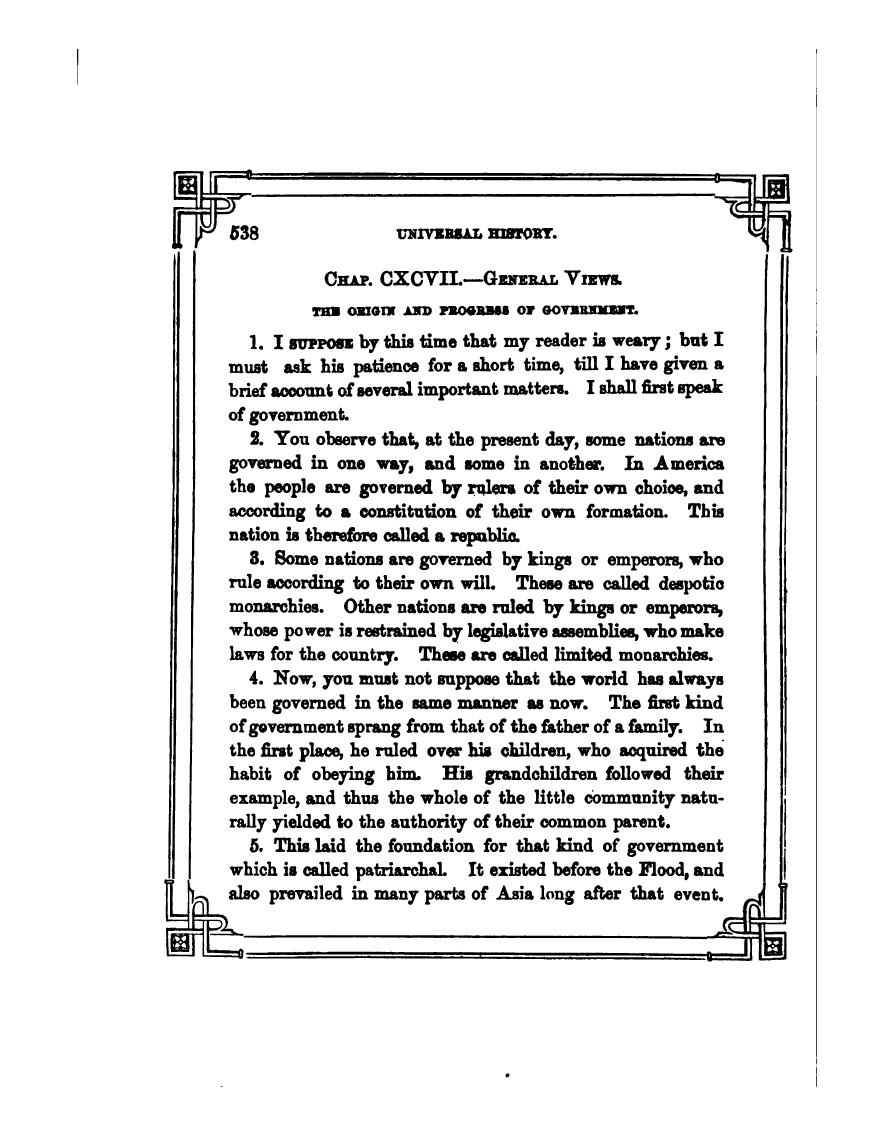 538 UNIVERSAL HISTORY.
CHAP. CXCVII.—GENERAL VIEWS.
THE ORIGIN AND PROGRESS OF GOVERNMENT.
1. I SUPPOSE by this time that my reader is weary; but I
must ask his patience for a short time, till I have given a
brief account of several important matters. I shall first speak
of government.
2. You observe that, at the present day, some nations are
governed in one way, and some in another. In America
the people are governed by rulers of their own choice, and
according to a constitution of their own formation. This
nation is therefore called a republic.
3. Some nations are governed by kings or emperors, who
rule according to their own will. These are called despotic
monarchies. Other nations are ruled by kings or emperors,
whose power is restrained by legislative assemblies, who make
laws for the country. These are called limited monarchies.
4. Now, you must not suppose that the world has always
been governed in the same manner as now. The first kind
of government sprang from that of the father of a family. In
the first place, he ruled over his children, who acquired the
habit of obeying him. His grandchildren followed their
example, and thus the whole of the little community natu-
rally yielded to the authority of their common parent.
5. This laid the foundation for that kind of government
which is called patriarchal. It existed before the Flood, and
also prevailed in many parts of Asia long after that event.